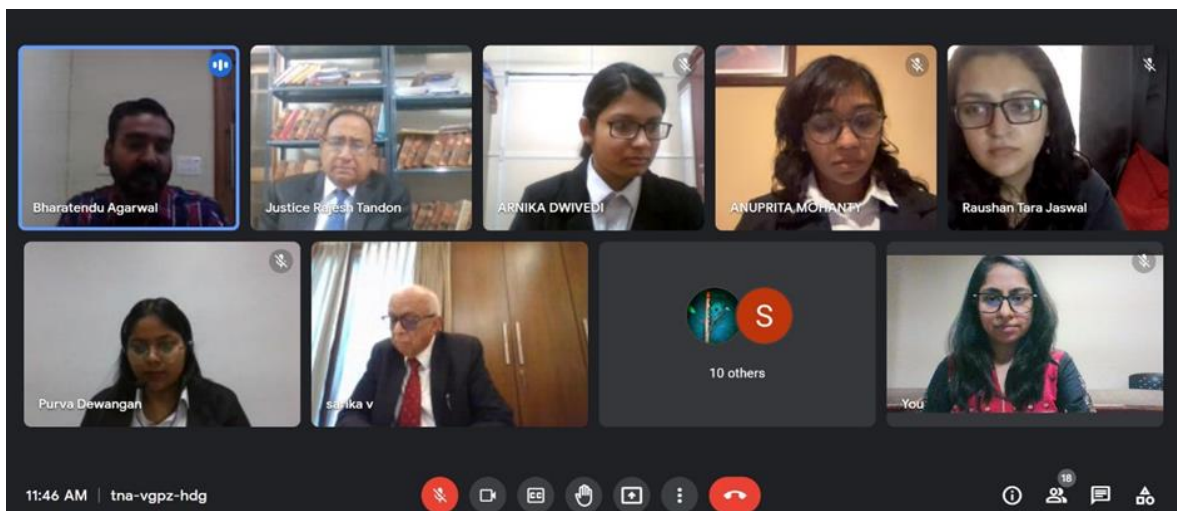 Bharatendu Agarwal
Justice Rajesh Tandon
ARNIKA DWIVEDI
ANUPRITA MOHANTY
Raushan Tara Jaswal
Purva Dewangan
sarika v
S
10 others
You
11:46 AM | tna-vgpz-hdg
CC
18